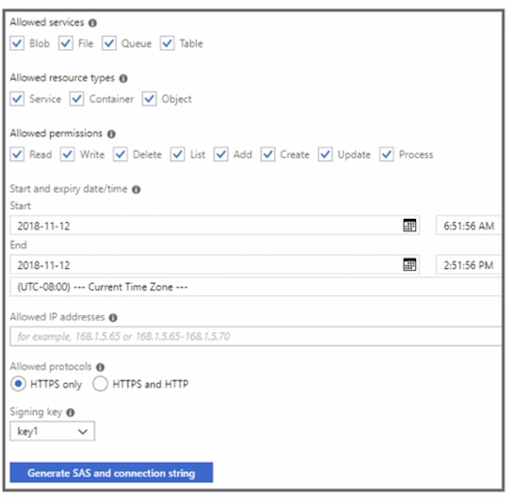 Allowed services
Blob File Queue Table
Allowed resource types
Service Container Object
Allowed permissions
Read Write Delete List Add Create Update Process
Start and expiry date/time
Start
2018-11-12 6:51:56 AM
End
2018-11-12 2:51:56 PM
(UTC-08:00) --- Current Time Zone ---
Allowed IP addresses
for example, 168.1.5.65 or 168.1.5.65-168.1.5.70
Allowed protocols
HTTPS only HTTPS and HTTP
Signing key
key1
Generate SAS and connection string